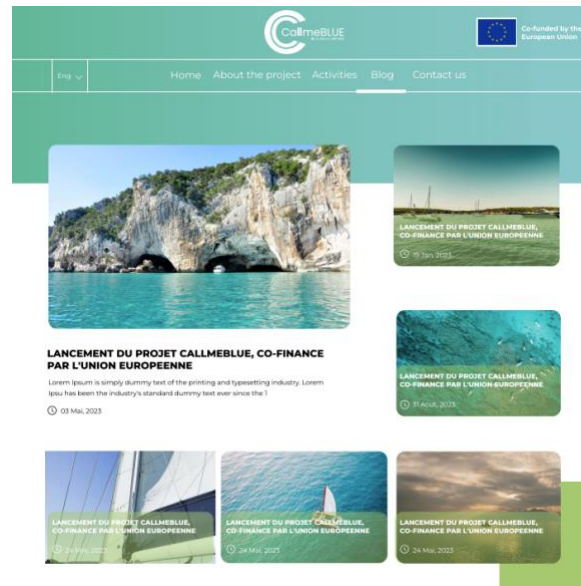 CallmeBLUE
Co-funded by the
European Union
Eng
Home About the project Activities Blog Contact us
LANCEMENT DU PROJET CALLMEBLUE, CO-FINANCE
PAR L'UNION EUROPEENNE
Lorem Ipsum is simply dummy text of the printing and typesetting industry. Lorem
Ipsu has been the industry's standard dummy text ever since the 1
03 Mai, 2023
LANCEMENT DU PROJET CALLMEBLUE,
CO-FINANCE PAR L'UNION EUROPEENNE
19 Jan, 2023
LANCEMENT DU PROJET CALLMEBLUE,
CO-FINANCE PAR L'UNION EUROPEENNE
31 Août, 2023
LANCEMENT DU PROJET CALLMEBLUE,
CO-FINANCE PAR L'UNION EUROPEENNE
24 Mai, 2023
LANCEMENT DU PROJET CALLMEBLUE,
CO-FINANCE PAR L'UNION EUROPEENNE
24 Mai, 2023
LANCEMENT DU PROJET CALLMEBLUE,
CO-FINANCE PAR L'UNION EUROPEENNE
24 Mai, 2023